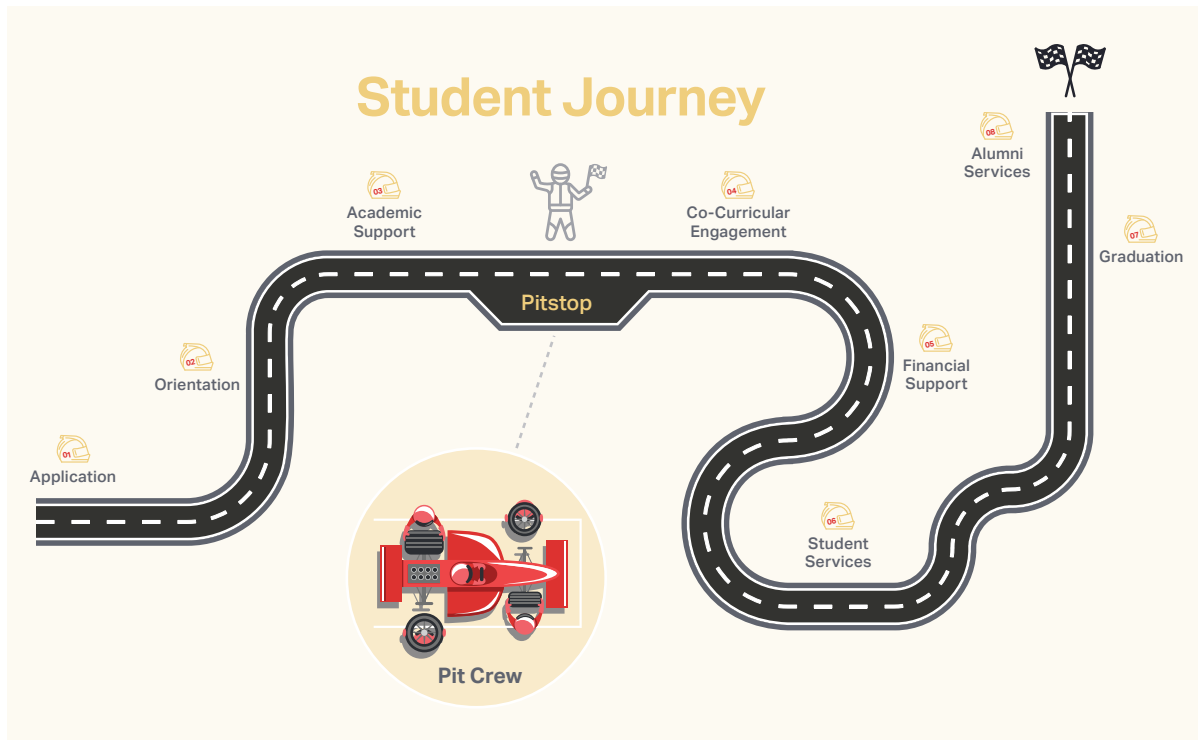 Student Journey
01
Application
02
Orientation
03
Academic
Support
04
Co-Curricular
Engagement
Pitstop
Pit Crew
05
Financial
Support
06
Student
Services
07
Graduation
08
Alumni
Services